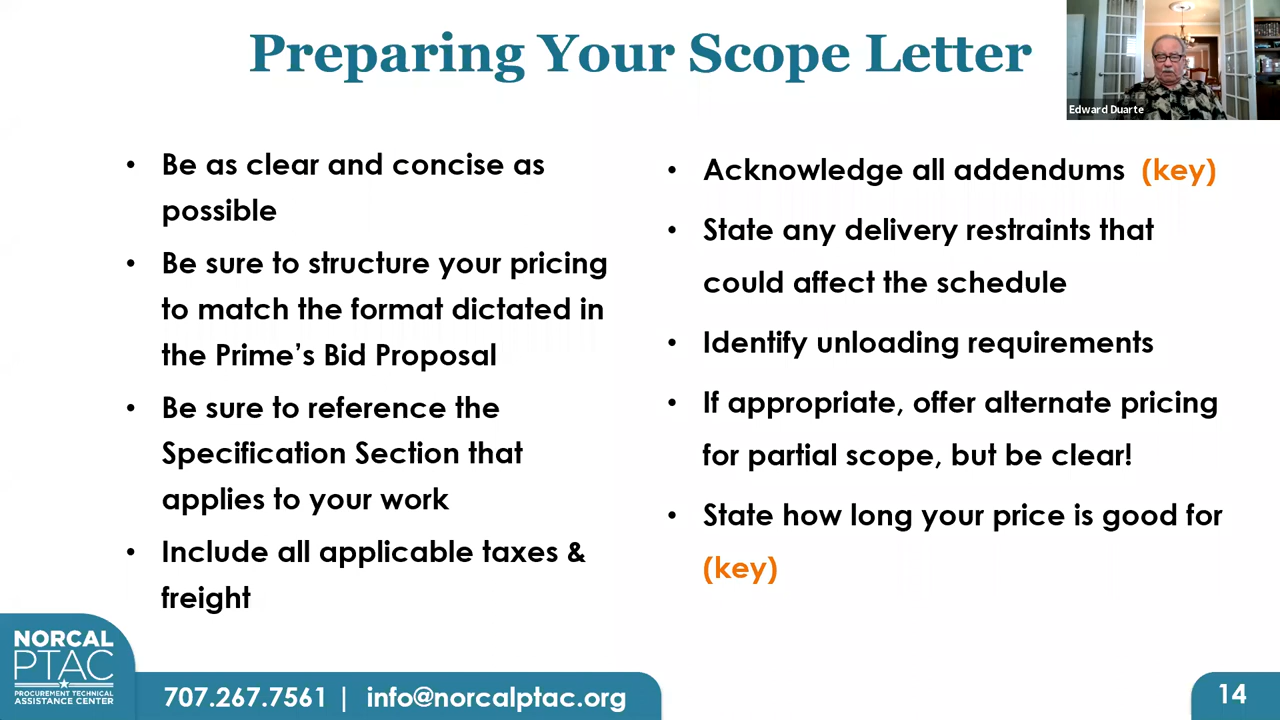 Preparing Your Scope Letter
Edward Duarte
• Be as clear and concise as
possible
• Be sure to structure your pricing
to match the format dictated in
the Prime’s Bid Proposal
• Be sure to reference the
Specification Section that
applies to your work
• Include all applicable taxes &
freight
• Acknowledge all addendums (key)
• State any delivery restraints that
could affect the schedule
• Identify unloading requirements
• If appropriate, offer alternate pricing
for partial scope, but be clear!
• State how long your price is good for
(key)
NORCAL
PTAC
PROCUREMENT TECHNICAL
ASSISTANCE CENTER
707.267.7561 | info@norcalptac.org
14